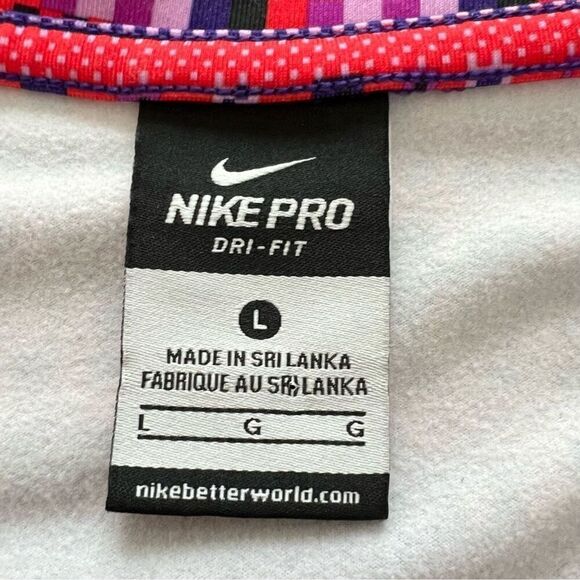 NIKE PRO
DRI-FIT
L
MADE IN SRI LANKA
FABRIQUE AU SRI LANKA
L G G
nikebetterworld.com